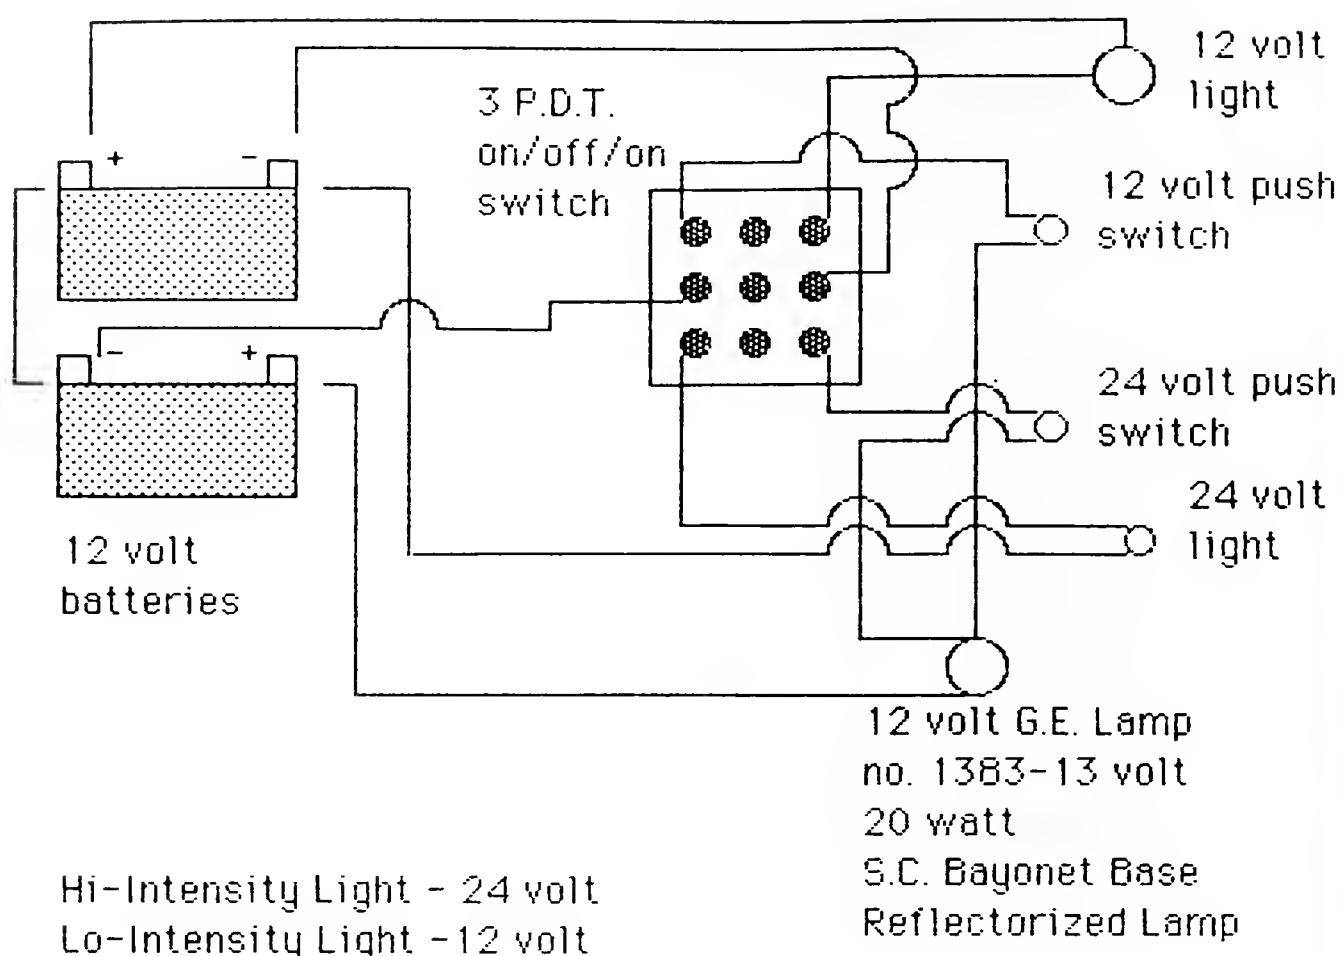 12 volt
light
3 P.D.T.
on/off/on
switch
+ -
12 volt push
switch
- +
24 volt push
switch
24 volt
light
12 volt
batteries
12 volt G.E. Lamp
no. 1383-13 volt
20 watt
S.C. Bayonet Base
Reflectorized Lamp
Hi-Intensity Light - 24 volt
Lo-Intensity Light -12 volt